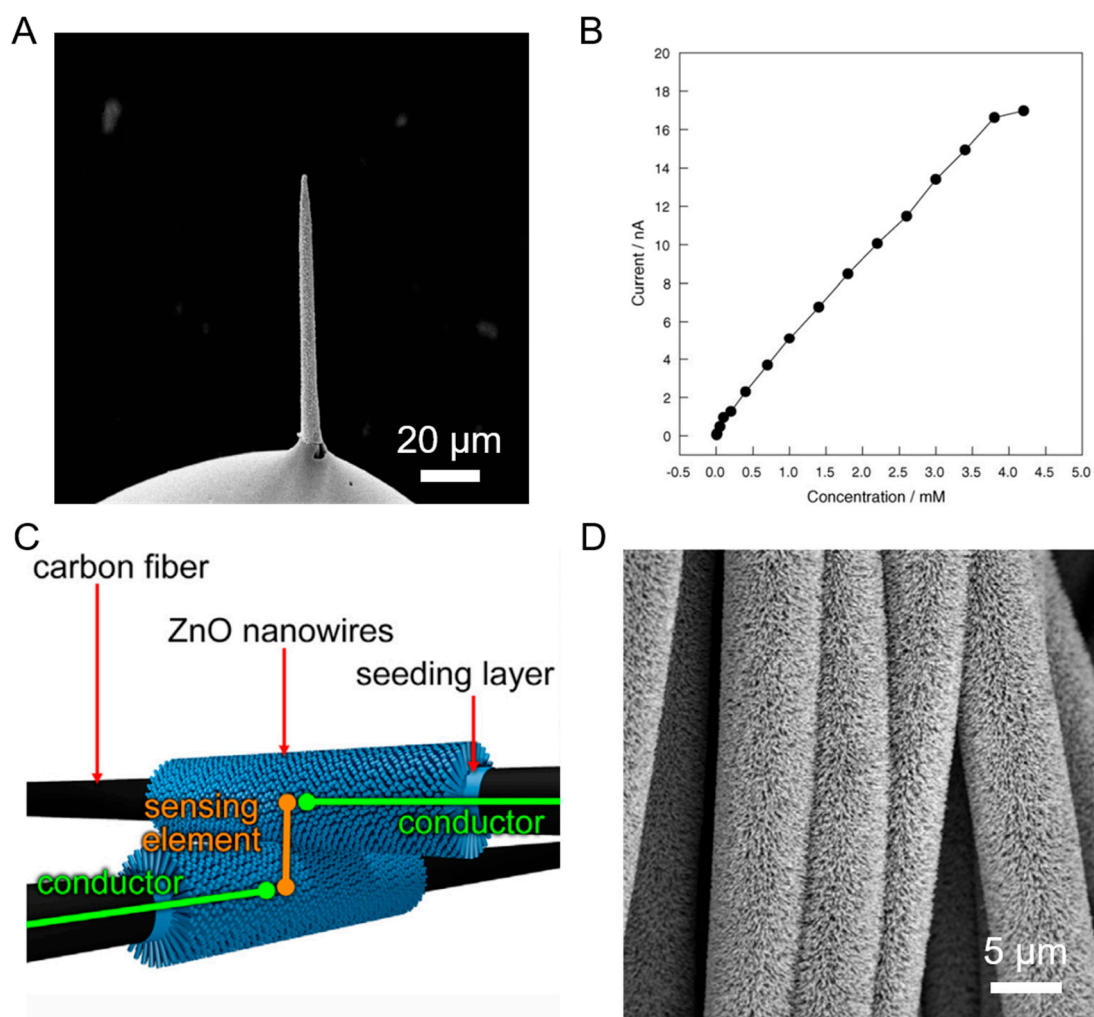 A
20 μm
B
20
18
16
14
12
10
8
6
4
2
0
Current / nA
-0.5 0.0 0.5 1.0 1.5 2.0 2.5 3.0 3.5 4.0 4.5 5.0
Concentration / mM
C
carbon fiber
ZnO nanowires
seeding layer
sensing
element
conductor
conductor
D
5 μm